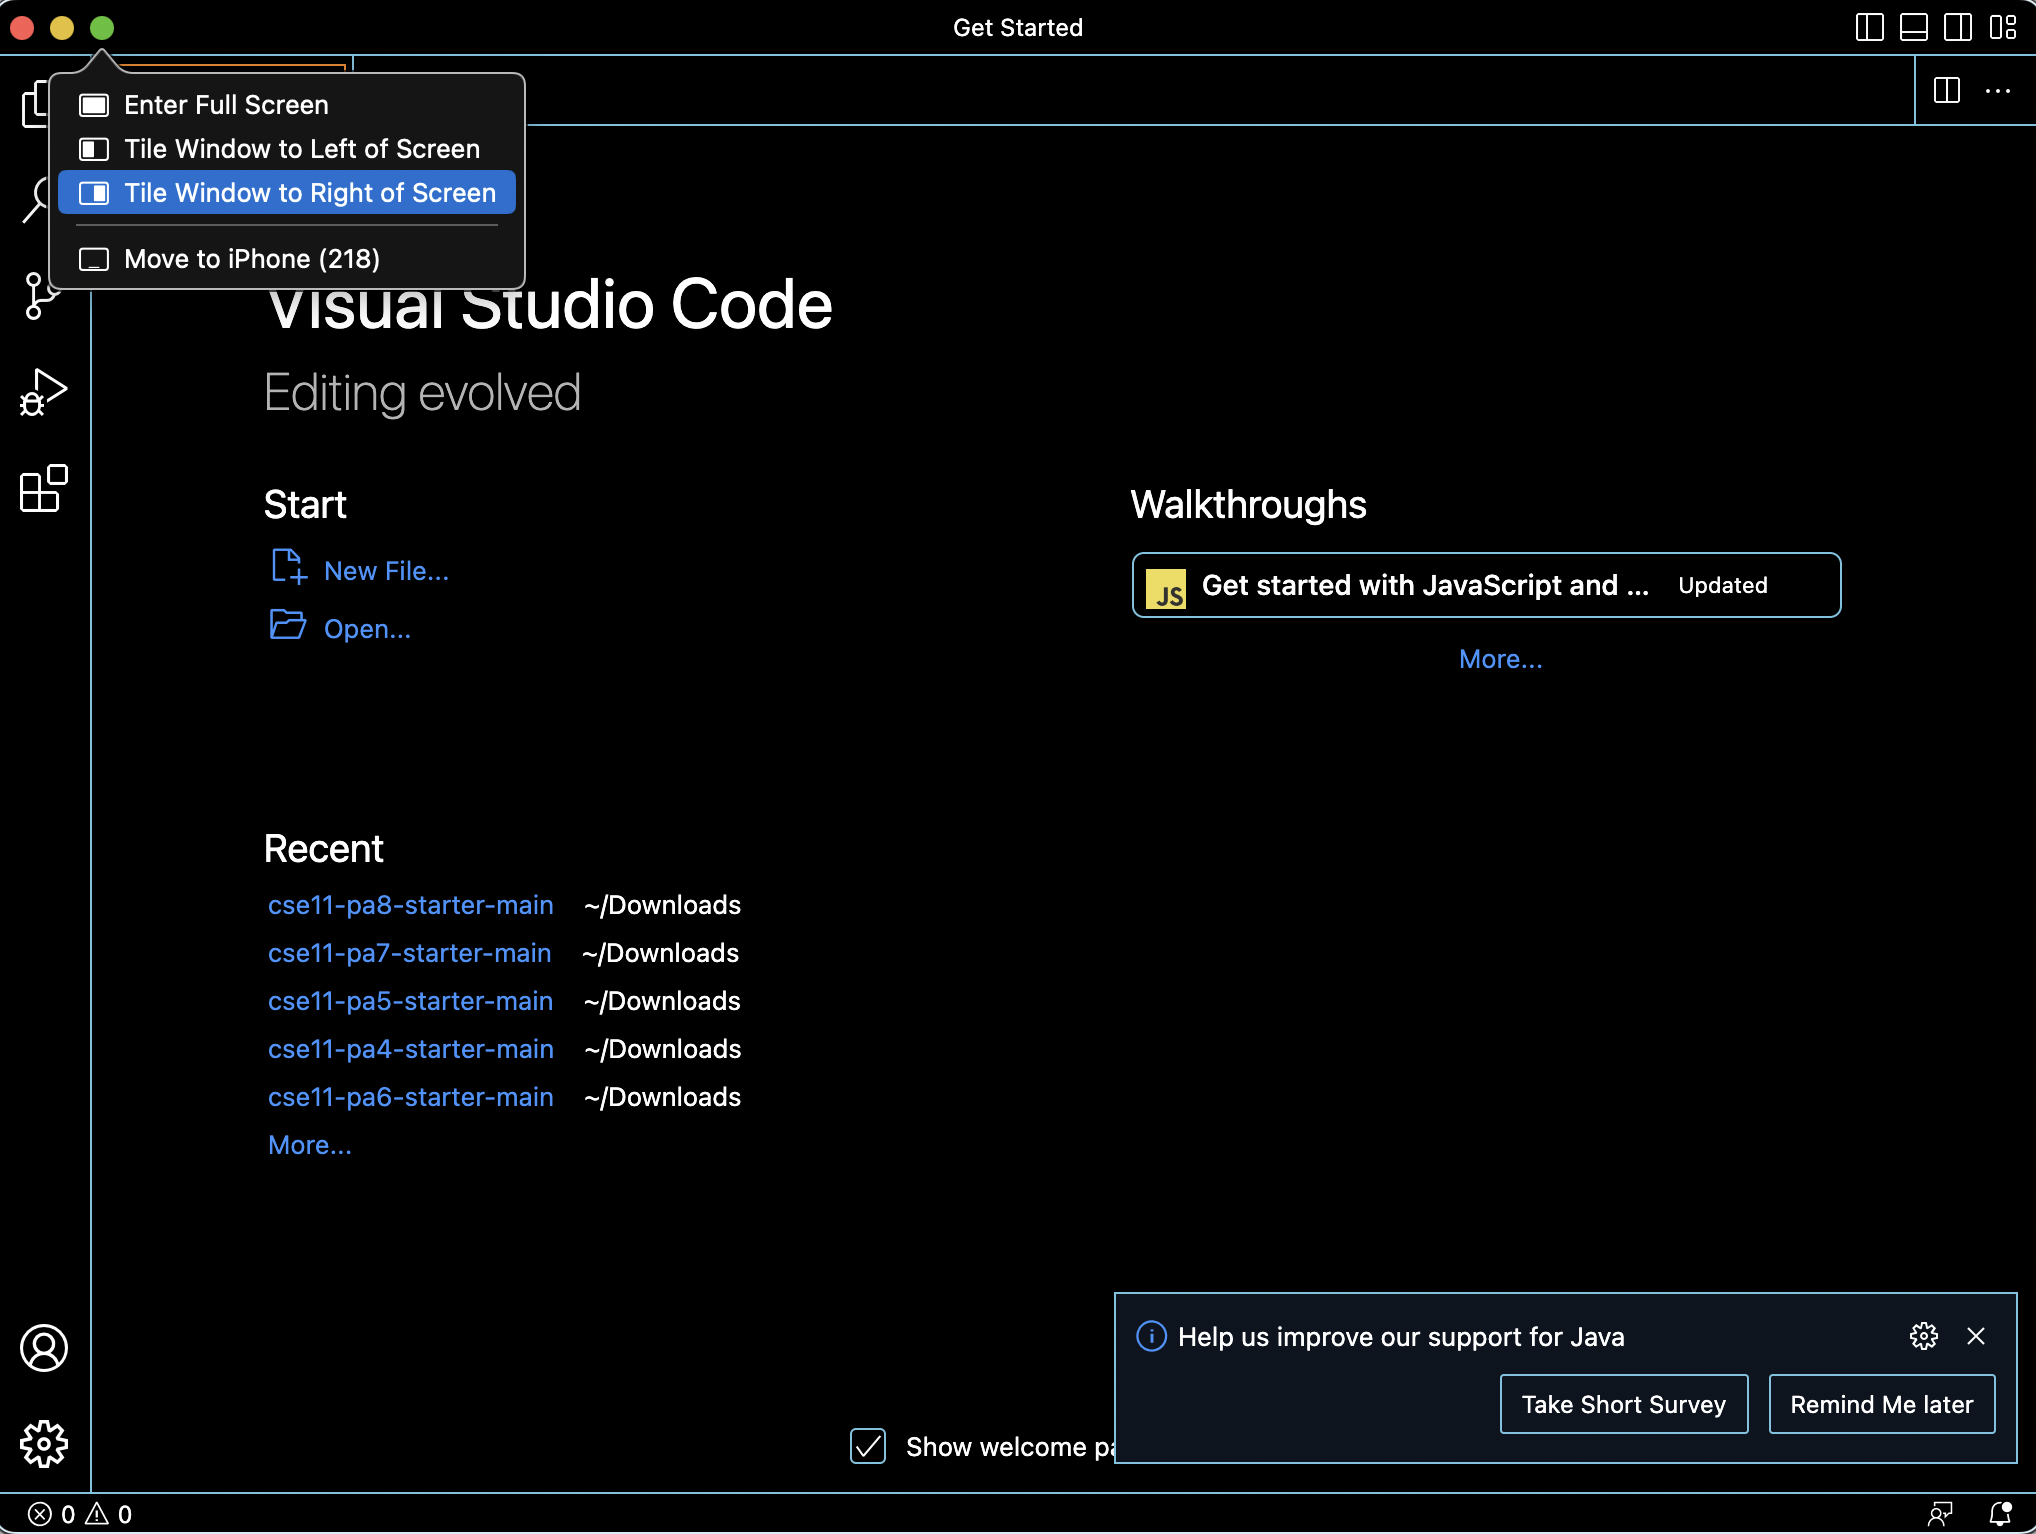 Get Started
Enter Full Screen
Tile Window to Left of Screen
Tile Window to Right of Screen
Move to iPhone (218)
Visual Studio Code
Editing evolved
Start
New File...
Open...
Walkthroughs
JS Get started with JavaScript and ... Updated
More...
Recent
cse11-pa8-starter-main ~/Downloads
cse11-pa7-starter-main ~/Downloads
cse11-pa5-starter-main ~/Downloads
cse11-pa4-starter-main ~/Downloads
cse11-pa6-starter-main ~/Downloads
More...
Help us improve our support for Java
Take Short Survey Remind Me later
Show welcome
0 0